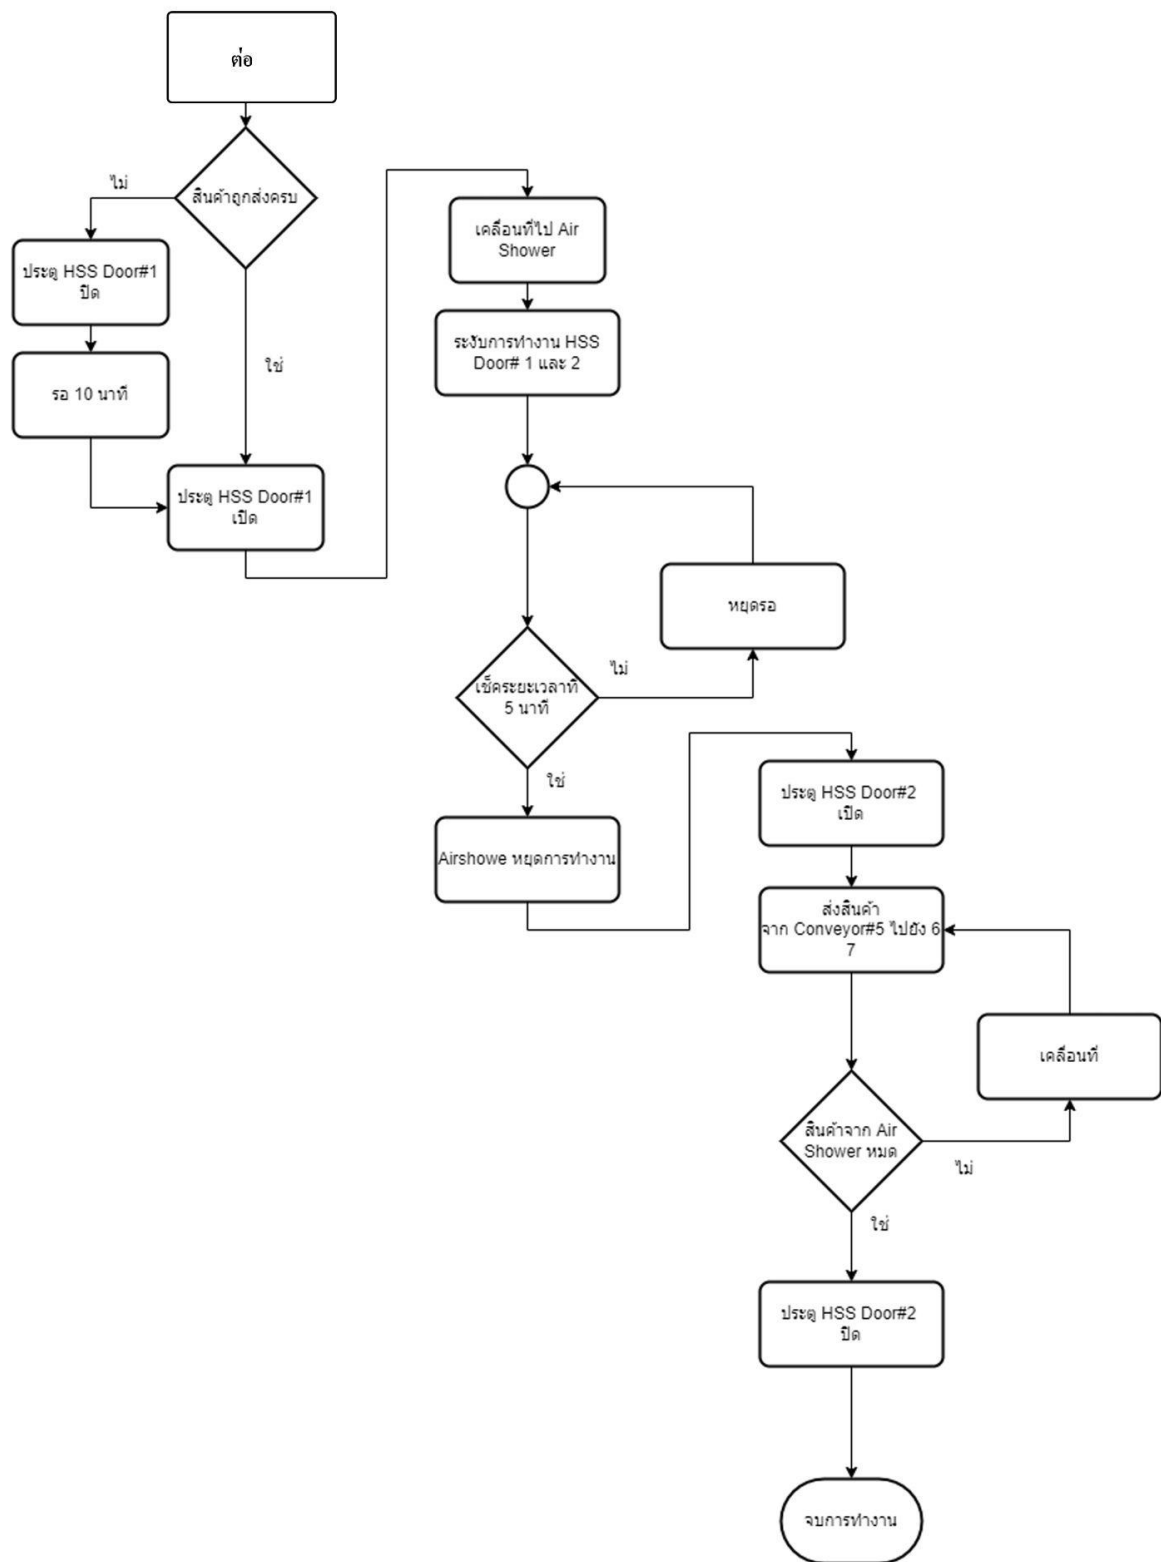 ต่อ
สินค้าถูกส่งครบ
ไม่
ประตู HSS Door#1
ปิด
รอ 10 นาที
ใช่
ประตู HSS Door#1
เปิด
เคลื่อนที่ไป Air
Shower
ระงับการทำงาน HSS
Door# 1 และ 2
หยุดรอ
เช็คระยะเวลาที่
5 นาที
ไม่
ใช่
Airshowe หยุดการทำงาน
ประตู HSS Door#2
เปิด
ส่งสินค้า
จาก Conveyor#5 ไปยัง 6
7
เคลื่อนที่
สินค้าจาก Air
Shower หมด
ไม่
ใช่
ประตู HSS Door#2
ปิด
จบการทำงาน